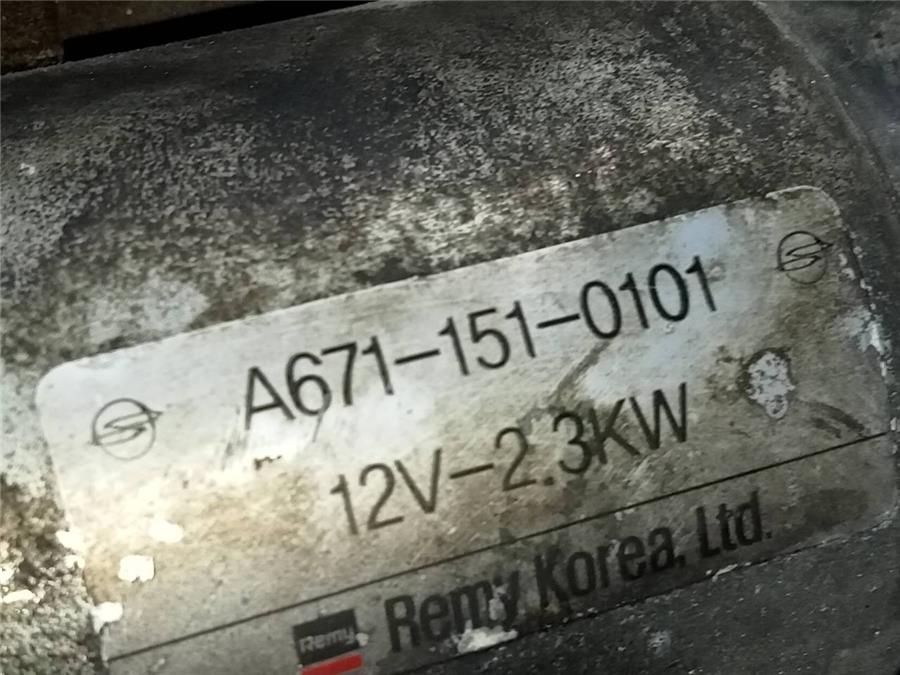 A671-151-0101
12V-2.3KW
Remy Remy Korea, Ltd.